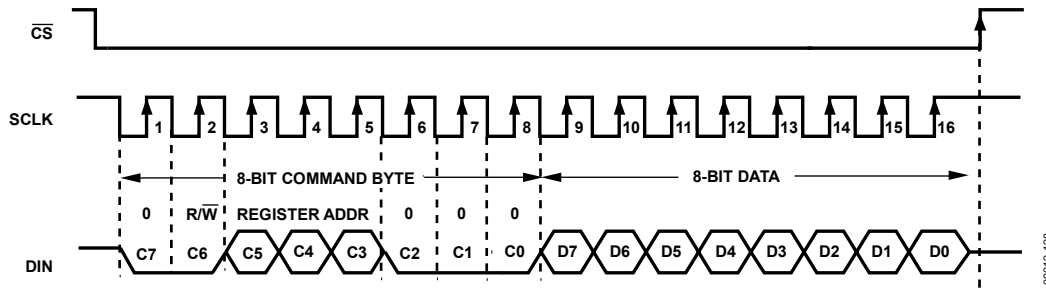 CS
SCLK
1 2 3 4 5 6 7 8 9 10 11 12 13 14 15 16
8-BIT COMMAND BYTE 8-BIT DATA
0 R/W REGISTER ADDR 0 0 0
DIN C7 C6 C5 C4 C3 C2 C1 C0 D7 D6 D5 D4 D3 D2 D1 D0